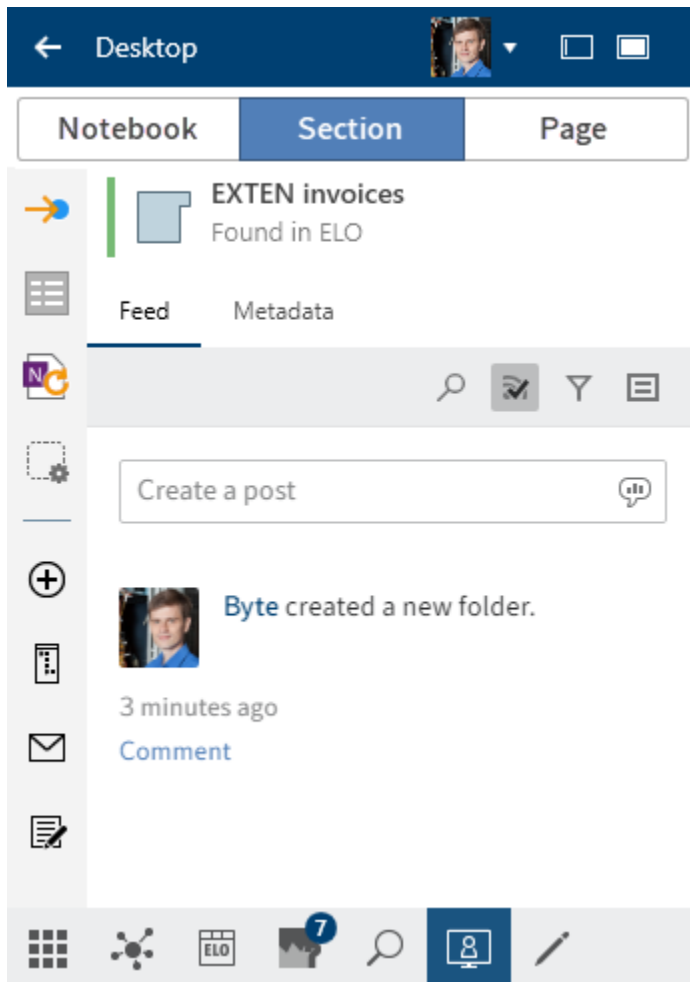 Desktop
Notebook
Section
Page
EXTEN invoices
Found in ELO
Feed
Metadata
N
Create a post
Byte created a new folder.
3 minutes ago
Comment
ELO
7